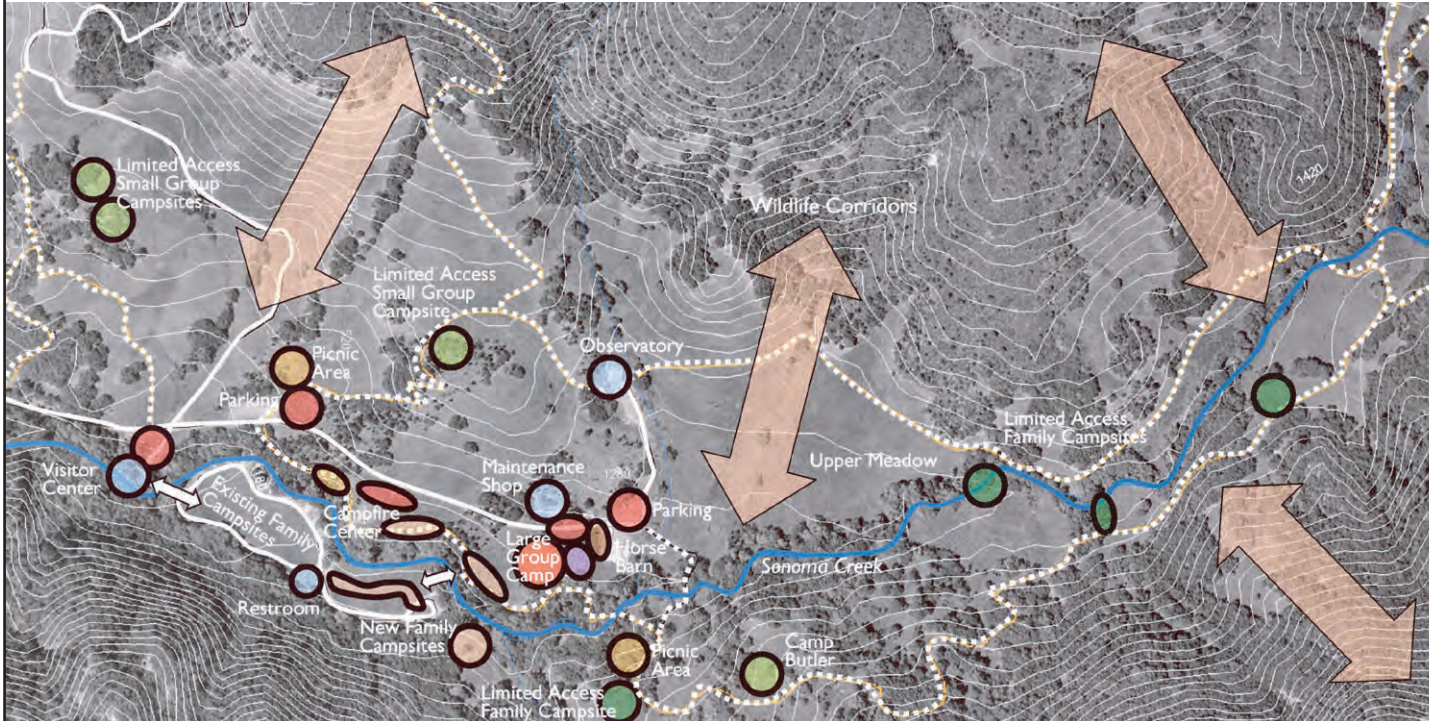 Limited Access
Small Group
Campsites
1420
Wildlife Corridors
Limited Access
Small Group
Campsite
Picnic
Area
Observatory
Parking
Limited Access
Family Campsites
Upper Meadow
Visitor
Center
Existing Family
Campsites
Maintenance
Shop
1280
Parking
Campfire
Center
Large
Group
Camp
Horse
Barn
Sonoma Creek
Restroom
New Family
Campsites
Picnic
Area
Camp
Butler
Limited Access
Family Campsite